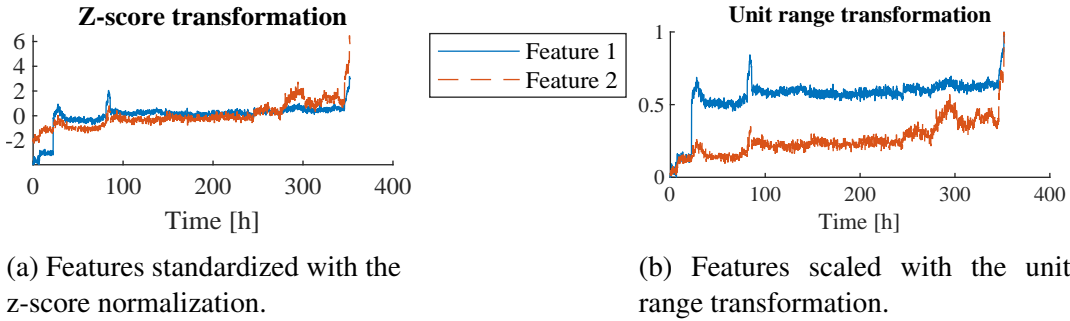 Z-score transformation
6
4
2
0
-2
0
100
200
300
400
Time [h]
Feature 1
Feature 2
Unit range transformation
1
0.5
0
0
100
200
300
400
Time [h]
(a) Features standardized with the
z-score normalization.
(b) Features scaled with the unit
range transformation.